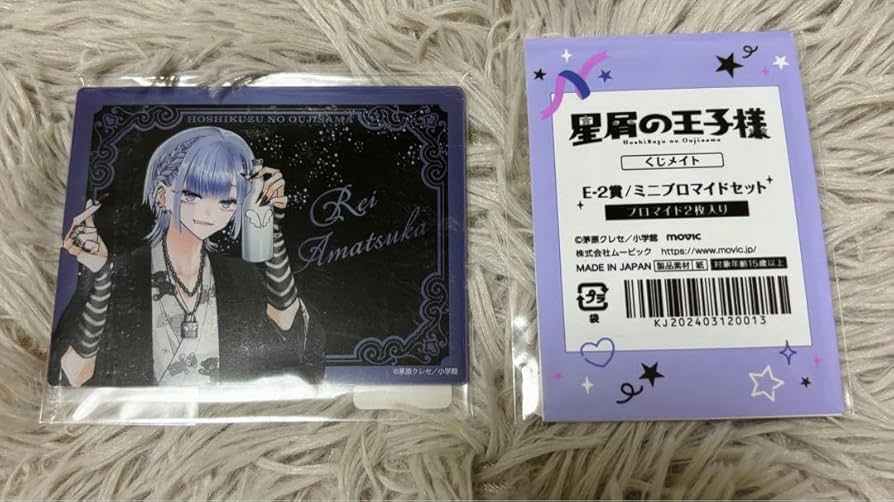 HOSHIKUZU NO OUJISAMA
Rei
Amatsuka
©茅原クレセ/小学館
星屑の王子様
Hoshikuzu no Oujisama
くじメイト
E-2賞/ミニブロマイドセット
ブロマイド2枚入り
©茅原クレセ/小学館 movic
株式会社ムービック https://www.movic.jp/
MADE IN JAPAN 製品素材 紙 対象年齢15歳以上
プラ
袋
KJ202403120013